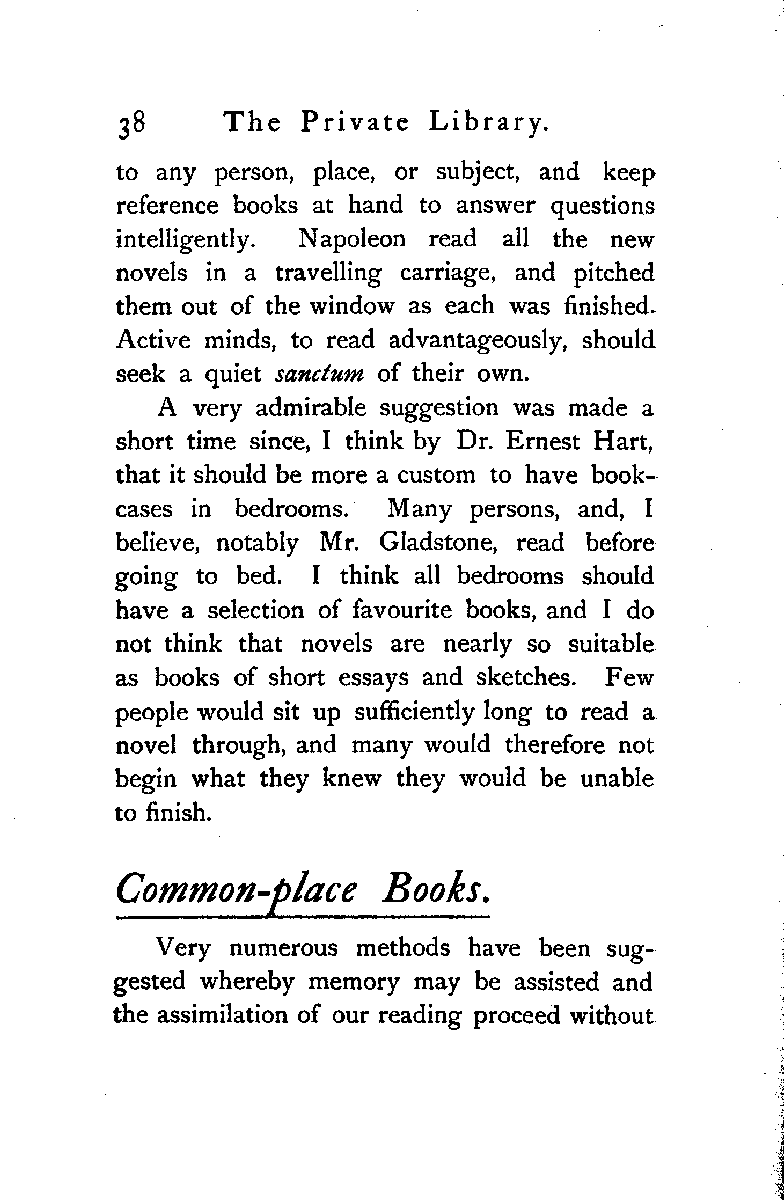 38 The Private Library.
to any person, place, or subject, and keep
reference books at hand to answer questions
intelligently. Napoleon read all the new
novels in a travelling carriage, and pitched
them out of the window as each was finished.
Active minds, to read advantageously, should
seek a quiet sanctum of their own.
A very admirable suggestion was made a
short time since, I think by Dr. Ernest Hart,
that it should be more a custom to have book-
cases in bedrooms. Many persons, and, I
believe, notably Mr. Gladstone, read before
going to bed. I think all bedrooms should
have a selection of favourite books, and I do
not think that novels are nearly so suitable
as books of short essays and sketches. Few
people would sit up sufficiently long to read a
novel through, and many would therefore not
begin what they knew they would be unable
to finish.
Common-place Books.
Very numerous methods have been sug-
gested whereby memory may be assisted and
the assimilation of our reading proceed without